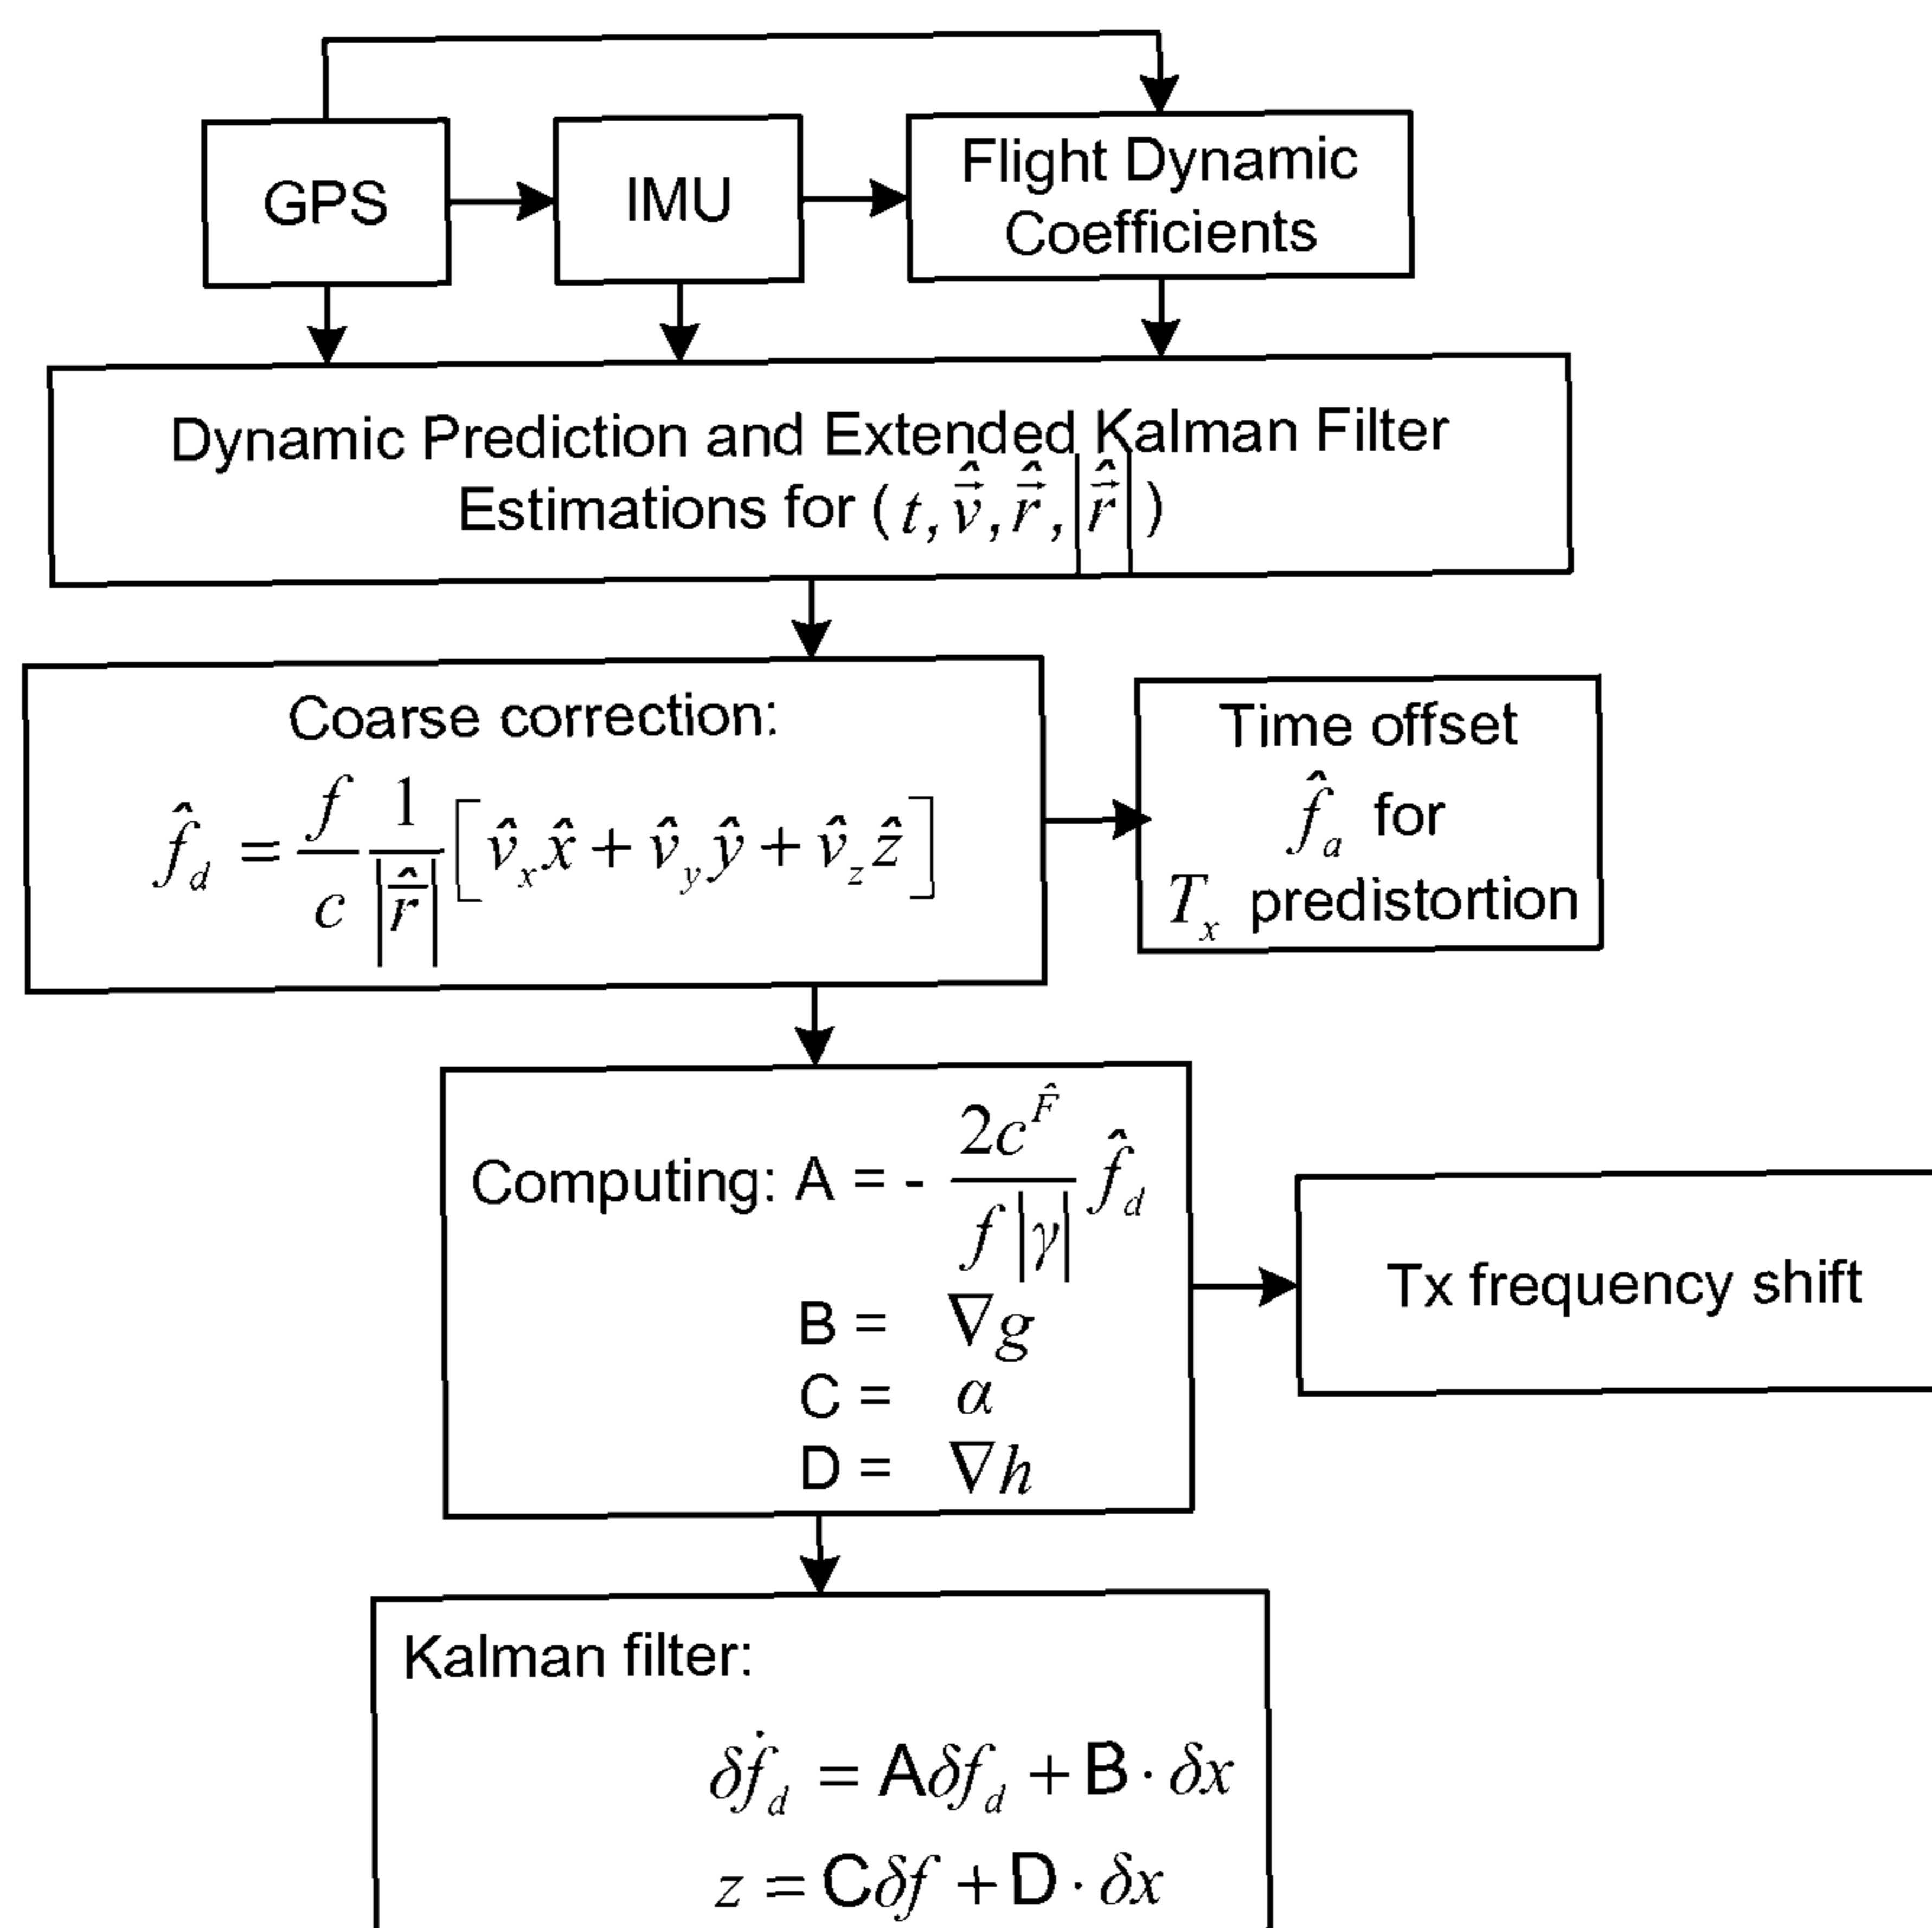 GPS
IMU
Flight Dynamic
Coefficients
Dynamic Prediction and Extended Kalman Filter
Estimations for (t, v̂⃗, r̂⃗, |r̂⃗|)
Coarse correction:
f̂_d = f/c 1/|r̂̅| [v̂_x x̂ + v̂_y ŷ + v̂_z ẑ]
Time offset
f̂_a for
T_x predistortion
Computing: A = - 2c^F̂ / f|γ| f̂_d
B = ∇g
C = α
D = ∇h
Tx frequency shift
Kalman filter:
δḟ_d = Aδf_d + B · δx
z = Cδf + D · δx